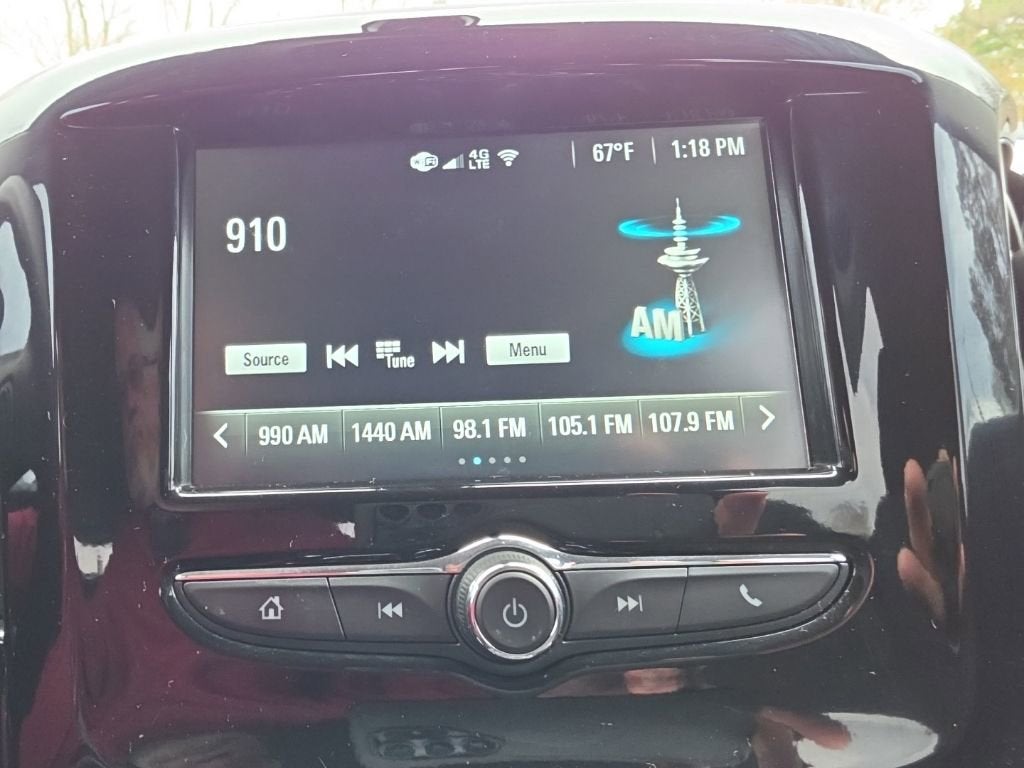 WiFi 4G LTE 67°F 1:18 PM
910
AM
Source Tune Menu
990 AM 1440 AM 98.1 FM 105.1 FM 107.9 FM